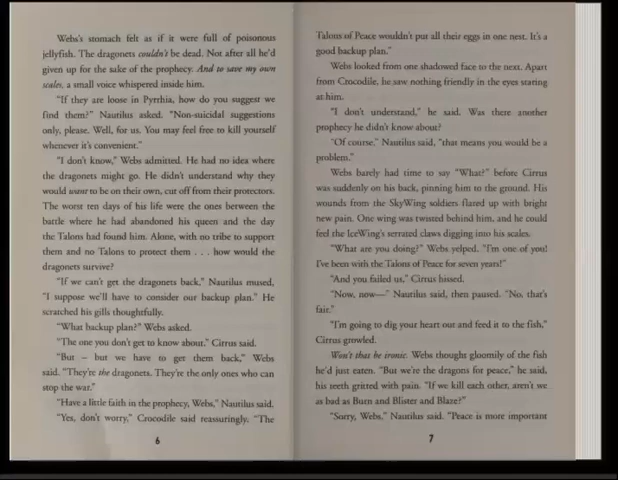 Webs's stomach felt as if it were full of poisonous
jellyfish. The dragonets couldn't be dead. Not after all he'd
given up for the sake of the prophecy. And to save my own
scales, a small voice whispered inside him.
"If they are loose in Pyrrhia, how do you suggest we
find them?" Nautilus asked. "Non-suicidal suggestions
only, please. Well, for us. You may feel free to kill yourself
whenever it's convenient."
"I don't know," Webs admitted. He had no idea where
the dragonets might go. He didn't understand why they
would want to be on their own, cut off from their protectors.
The worst ten days of his life were the ones between the
battle where he had abandoned his queen and the day
the Talons had found him. Alone, with no tribe to support
them and no Talons to protect them . . . how would the
dragonets survive?
"If we can't get the dragonets back," Nautilus mused,
"I suppose we'll have to consider our backup plan." He
scratched his gills thoughtfully.
"What backup plan?" Webs asked.
"The one you don't get to know about," Cirrus said.
"But – but we have to get them back," Webs
said. "They're the dragonets. They're the only ones who can
stop the war."
"Have a little faith in the prophecy, Webs," Nautilus said.
"Yes, don't worry," Crocodile said reassuringly. "The
6
Talons of Peace wouldn't put all their eggs in one nest. It's a
good backup plan."
Webs looked from one shadowed face to the next. Apart
from Crocodile, he saw nothing friendly in the eyes staring
at him.
"I don't understand," he said. Was there another
prophecy he didn't know about?
"Of course," Nautilus said, "that means you would be a
problem."
Webs barely had time to say "What?" before Cirrus
was suddenly on his back, pinning him to the ground. His
wounds from the SkyWing soldiers flared up with bright
new pain. One wing was twisted behind him, and he could
feel the IceWing's serrated claws digging into his scales.
"What are you doing?" Webs yelped. "I'm one of you!
I've been with the Talons of Peace for seven years!"
"And you failed us," Cirrus hissed.
"Now, now—" Nautilus said, then paused. "No, that's
fair."
"I'm going to dig your heart out and feed it to the fish,"
Cirrus growled.
Won't that be ironic, Webs thought gloomily of the fish
he'd just eaten. "But we're the dragons for peace," he said,
his teeth gritted with pain. "If we kill each other, aren't we
as bad as Burn and Blister and Blaze?"
"Sorry, Webs," Nautilus said. "Peace is more important
7